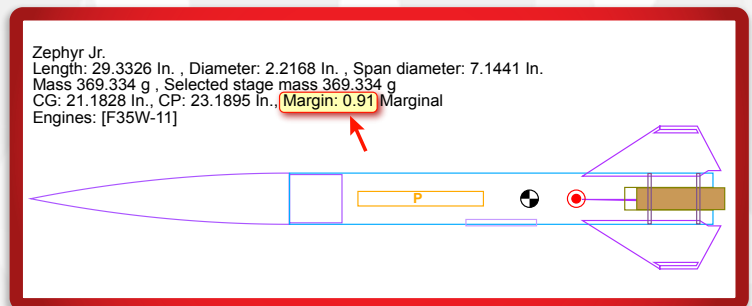 Zephyr Jr.
Length: 29.3326 In. , Diameter: 2.2168 In. , Span diameter: 7.1441 In.
Mass 369.334 g , Selected stage mass 369.334 g
CG: 21.1828 In., CP: 23.1895 In., Margin: 0.91 Marginal
Engines: [F35W-11]
P